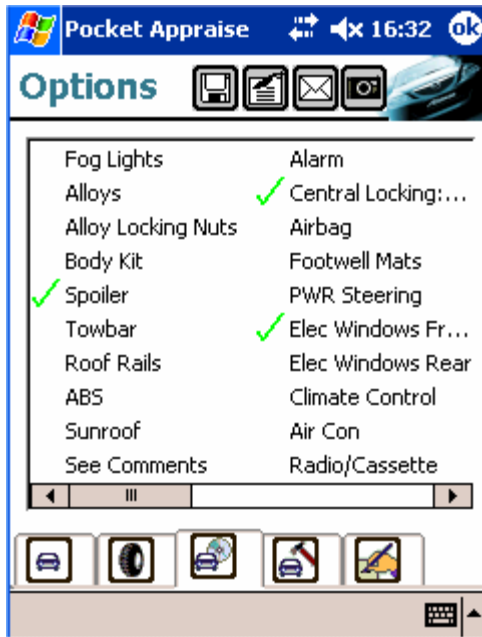 Pocket Appraise 16:32 ok
Options
Fog Lights
Alloys
Alloy Locking Nuts
Body Kit
Spoiler
Towbar
Roof Rails
ABS
Sunroof
See Comments
Alarm
Central Locking:...
Airbag
Footwell Mats
PWR Steering
Elec Windows Fr...
Elec Windows Rear
Climate Control
Air Con
Radio/Cassette